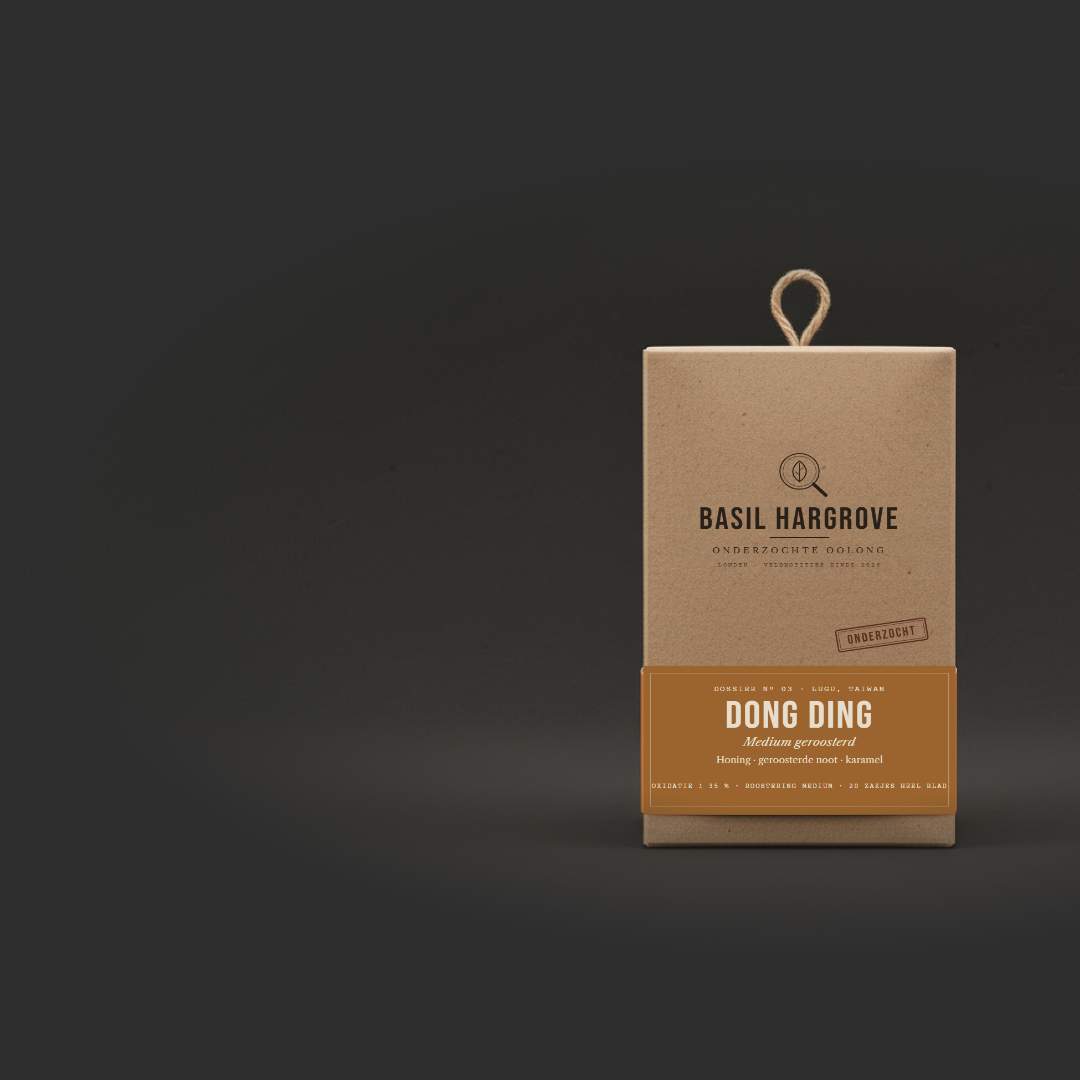 BASIL HARGROVE
ONDERZOCHTE OOLONG
LONDEN · VELDNOTITIES SINDS 2025
ONDERZOCHT
DOSSIER Nº 03 · LUGU, TAIWAN
DONG DING
Medium geroosterd
Honing · geroosterde noot · karamel
OXIDATIE ± 35 % · ROOSTERING MEDIUM · 20 ZAKJES HEEL BLAD